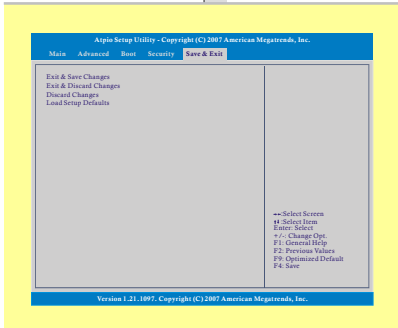 Atpio Setup Utility - Copyright (C) 2007 American Megatrends, Inc.
Main Advanced Boot Security Save & Exit
Exit & Save Changes
Exit & Discard Changes
Discard Changes
Load Setup Defaults
↔:Select Screen
↑↓:Select Item
Enter: Select
+/-: Change Opt.
F1: General Help
F2: Previous Values
F9: Optimized Default
F4: Save
Version 1.21.1097. Copyright (C) 2007 American Megatrends, Inc.